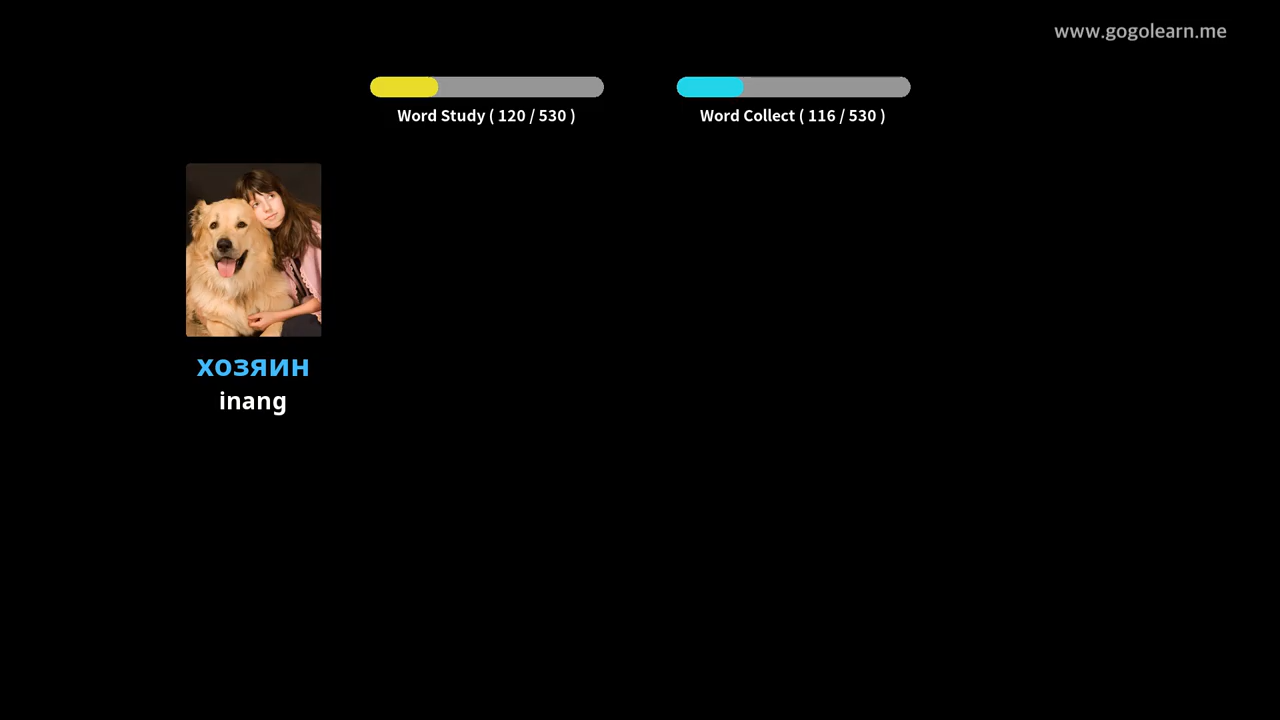 www.gogolearn.me
Word Study ( 120 / 530 )
Word Collect ( 116 / 530 )
хозяин
inang